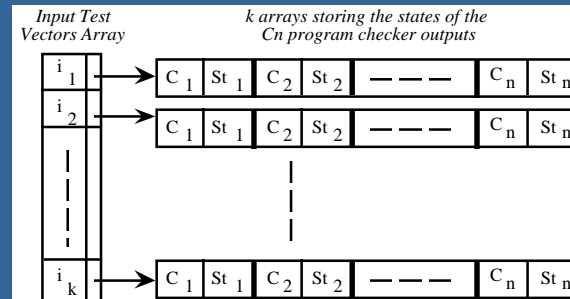 Input Test
Vectors Array
k arrays storing the states of the
Cn program checker outputs
i 1
C 1 St 1 C 2 St 2 C n St n
i 2
C 1 St 1 C 2 St 2 C n St n
i k
C 1 St 1 C 2 St 2 C n St n